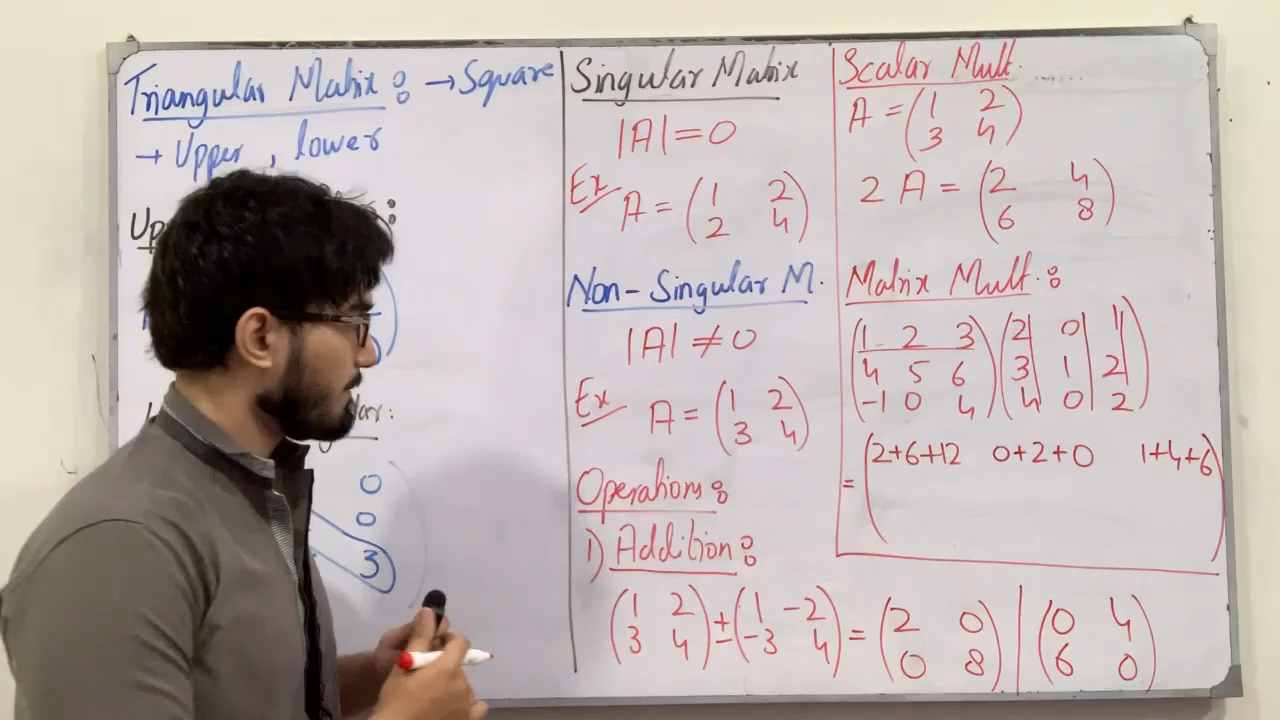 Triangular Matrix : → Square
→ Upper , lower
Up
0
0
3
Singular Matrix
|A| = 0
Ex A = (1 2
2 4)
Non-Singular M.
|A| ≠ 0
Ex A = (1 2
3 4)
Operations :
1) Addition :
(1 2
3 4) ± (1 -2
-3 4) = (2 0
0 8) | (0 4
6 0)
Scalar Mult.
A = (1 2
3 4)
2 A = (2 4
6 8)
Matrix Mult. :
(1 2 3
4 5 6
-1 0 4) (2 0 1
3 1 2
4 0 2)
= (2+6+12 0+2+0 1+4+6)